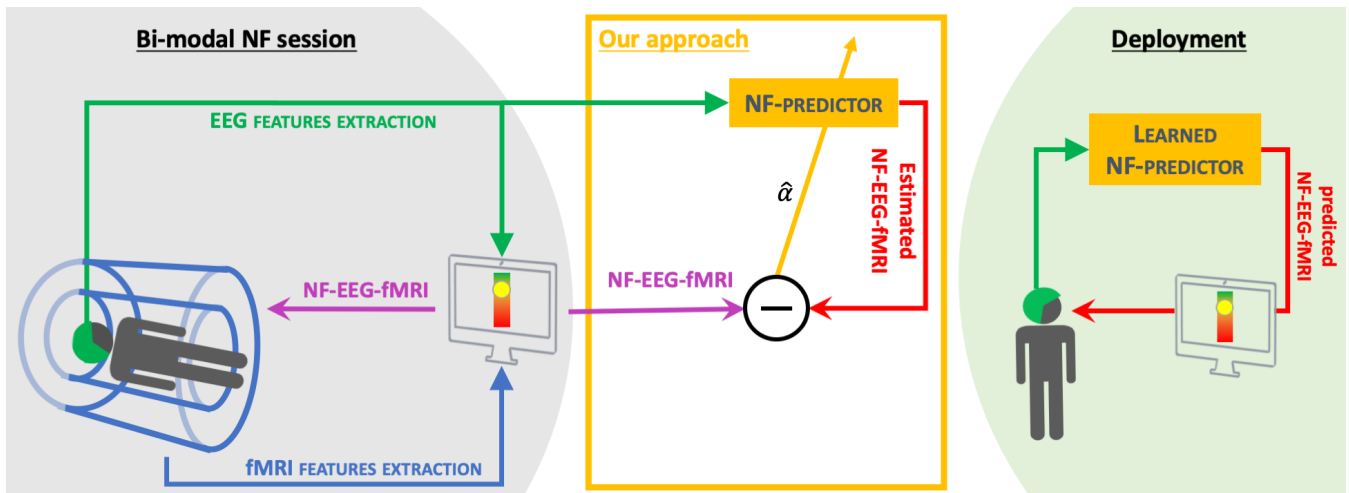 Bi-modal NF session
EEG FEATURES EXTRACTION
NF-EEG-fMRI
fMRI FEATURES EXTRACTION
Our approach
NF-PREDICTOR
Estimated
NF-EEG-fMRI
α̂
NF-EEG-fMRI
Deployment
LEARNED
NF-PREDICTOR
predicted
NF-EEG-fMRI